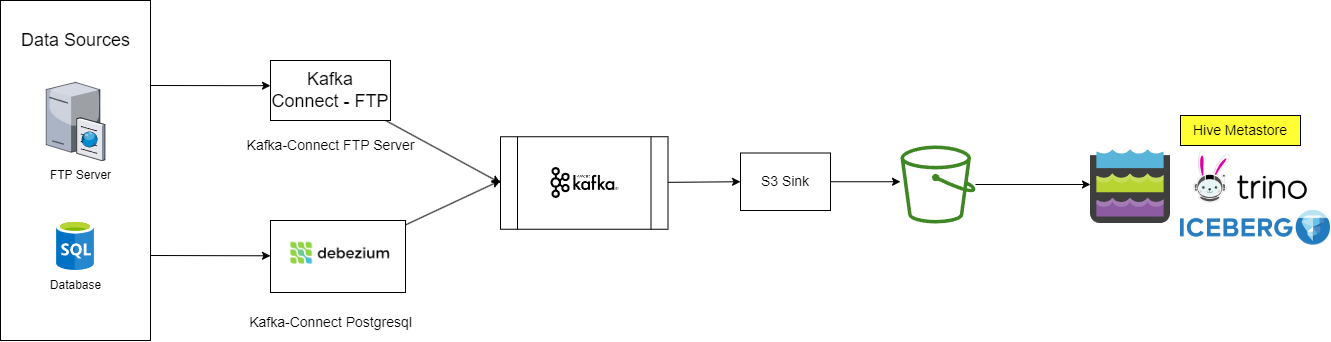 Data Sources
FTP Server
SQL
Database
Kafka
Connect - FTP
Kafka-Connect FTP Server
debezium
Kafka-Connect Postgresql
kafka
S3 Sink
Hive Metastore
trino
ICEBERG